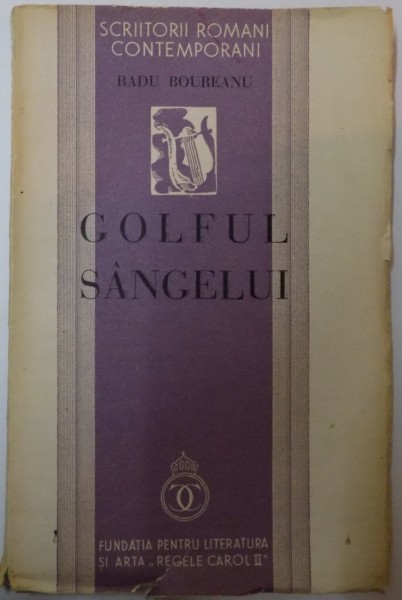 SCRIITORII ROMANI
CONTEMPORANI
RADU BOUREANU
GOLFUL
SÂNGELUI
FUNDAȚIA PENTRU LITERATURA
ȘI ARTA „REGELE CAROL II"